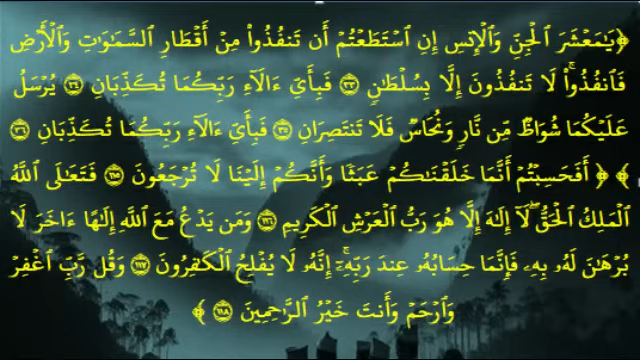 ﴿يَٰمَعۡشَرَ ٱلۡجِنِّ وَٱلۡإِنسِ إِنِ ٱسۡتَطَعۡتُمۡ أَن تَنفُذُواْ مِنۡ أَقۡطَارِ ٱلسَّمَٰوَٰتِ وَٱلۡأَرۡضِ
فَٱنفُذُواْۚ لَا تَنفُذُونَ إِلَّا بِسُلۡطَٰنٖ ٣٣ فَبِأَيِّ ءَالَآءِ رَبِّكُمَا تُكَذِّبَانِ ٣٤ يُرۡسَلُ
عَلَيۡكُمَا شُوَاظٞ مِّن نَّارٖ وَنُحَاسٞ فَلَا تَنتَصِرَانِ ٣٥ فَبِأَيِّ ءَالَآءِ رَبِّكُمَا تُكَذِّبَانِ ٣٦
﴾ ﴿ أَفَحَسِبۡتُمۡ أَنَّمَا خَلَقۡنَٰكُمۡ عَبَثٗا وَأَنَّكُمۡ إِلَيۡنَا لَا تُرۡجَعُونَ ١١٥ فَتَعَٰلَى ٱللَّهُ
ٱلۡمَلِكُ ٱلۡحَقُّۖ لَآ إِلَٰهَ إِلَّا هُوَ رَبُّ ٱلۡعَرۡشِ ٱلۡكَرِيمِ ١١٦ وَمَن يَدۡعُ مَعَ ٱللَّهِ إِلَٰهًا ءَاخَرَ لَا
بُرۡهَٰنَ لَهُۥ بِهِۦ فَإِنَّمَا حِسَابُهُۥ عِندَ رَبِّهِۦٓۚ إِنَّهُۥ لَا يُفۡلِحُ ٱلۡكَٰفِرُونَ ١١٧ وَقُل رَّبِّ ٱغۡفِرۡ
وَٱرۡحَمۡ وَأَنتَ خَيۡرُ ٱلرَّٰحِمِينَ ١١٨ ﴾